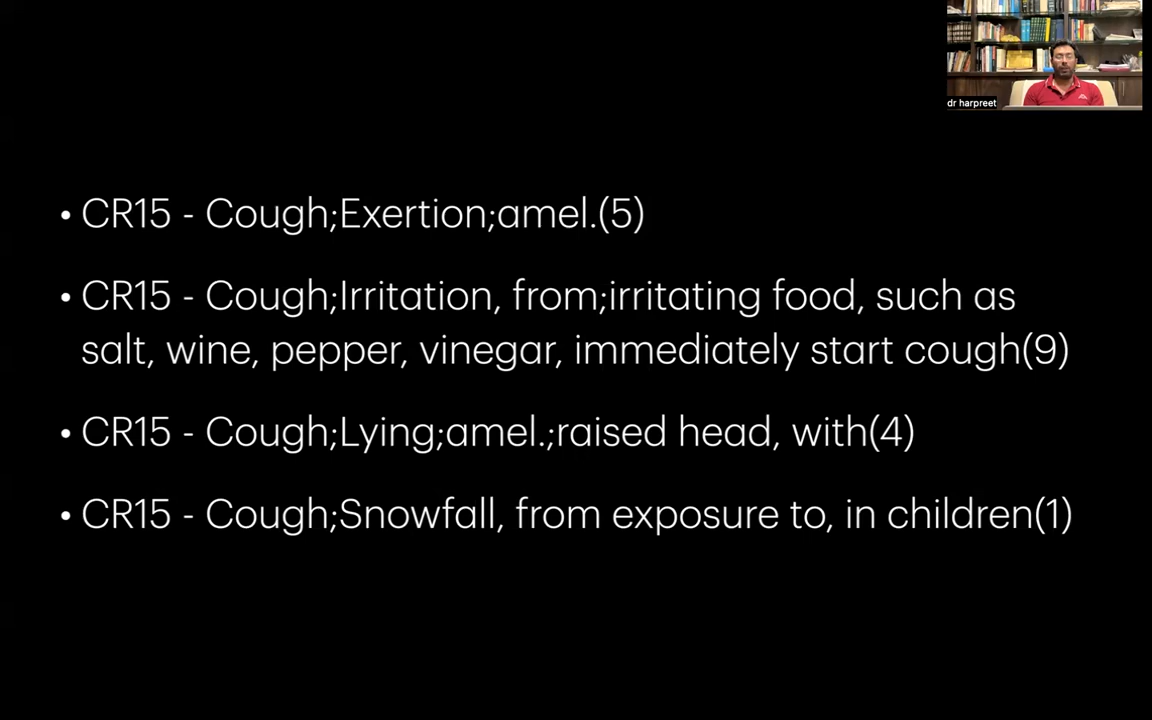 dr harpreet
• CR15 - Cough;Exertion;amel.(5)
• CR15 - Cough;Irritation, from;irritating food, such as
salt, wine, pepper, vinegar, immediately start cough(9)
• CR15 - Cough;Lying;amel.;raised head, with(4)
• CR15 - Cough;Snowfall, from exposure to, in children(1)